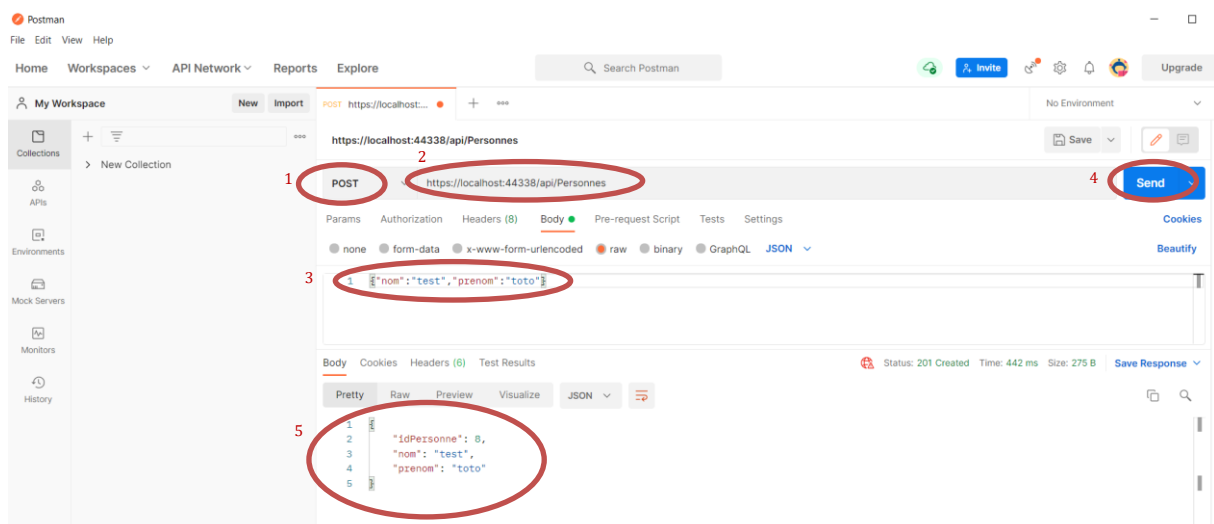 Postman
File Edit View Help
Home Workspaces API Network Reports Explore Search Postman Invite Upgrade
My Workspace New Import POST https://localhost:... No Environment
Collections
New Collection
https://localhost:44338/api/Personnes Save
2
1 POST https://localhost:44338/api/Personnes 4 Send
APIs
Params Authorization Headers (8) Body Pre-request Script Tests Settings Cookies
Environments
none form-data x-www-form-urlencoded raw binary GraphQL JSON Beautify
3 1 {"nom":"test","prenom":"toto"}
Mock Servers
Monitors
Body Cookies Headers (6) Test Results Status: 201 Created Time: 442 ms Size: 275 B Save Response
History
Pretty Raw Preview Visualize JSON
5
1 {
2 "idPersonne": 8,
3 "nom": "test",
4 "prenom": "toto"
5 }